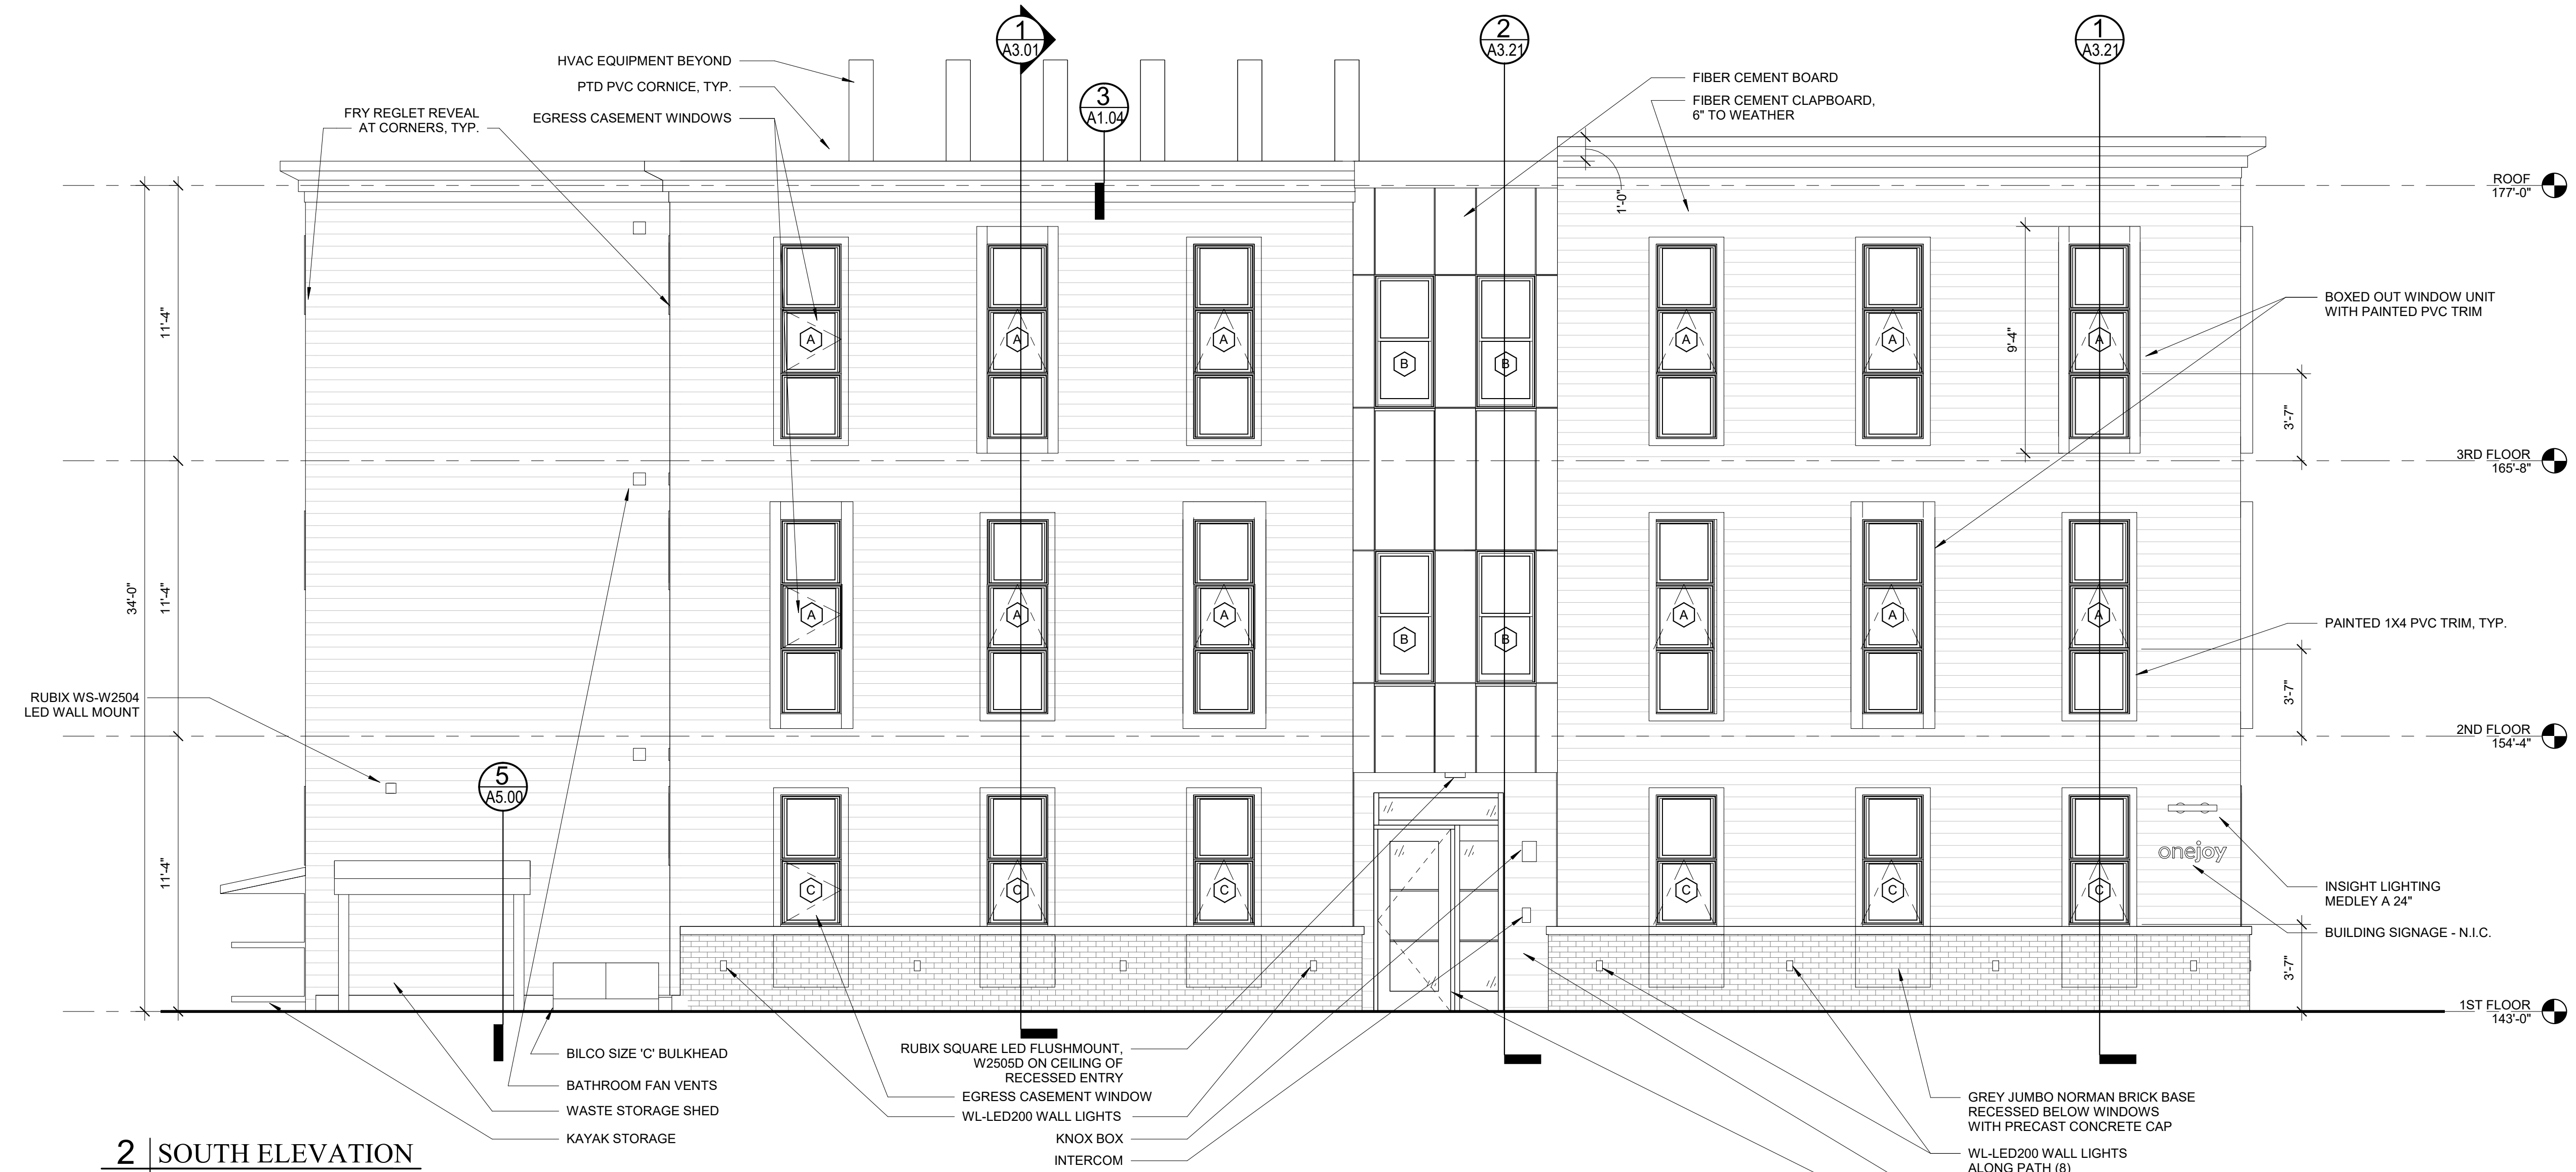 1
A3.01
2
A3.21
1
A3.21
3
A1.04
HVAC EQUIPMENT BEYOND
PTD PVC CORNICE, TYP.
EGRESS CASEMENT WINDOWS
FRY REGLET REVEAL
AT CORNERS, TYP.
FIBER CEMENT BOARD
FIBER CEMENT CLAPBOARD,
6" TO WEATHER
1'-0"
ROOF
177'-0"
11'-4"
9'-4"
A
A
A
B
B
A
A
A
BOXED OUT WINDOW UNIT
WITH PAINTED PVC TRIM
3'-7"
3RD FLOOR
165'-8"
34'-0"
11'-4"
A
A
A
B
B
A
A
A
PAINTED 1X4 PVC TRIM, TYP.
3'-7"
RUBIX WS-W2504
LED WALL MOUNT
2ND FLOOR
154'-4"
5
A5.00
11'-4"
onejoy
C
C
C
C
C
C
INSIGHT LIGHTING
MEDLEY A 24"
BUILDING SIGNAGE - N.I.C.
3'-7"
1ST FLOOR
143'-0"
BILCO SIZE 'C' BULKHEAD
BATHROOM FAN VENTS
WASTE STORAGE SHED
KAYAK STORAGE
RUBIX SQUARE LED FLUSHMOUNT,
W2505D ON CEILING OF
RECESSED ENTRY
EGRESS CASEMENT WINDOW
WL-LED200 WALL LIGHTS
KNOX BOX
INTERCOM
GREY JUMBO NORMAN BRICK BASE
RECESSED BELOW WINDOWS
WITH PRECAST CONCRETE CAP
WL-LED200 WALL LIGHTS
ALONG PATH (8)
2 SOUTH ELEVATION